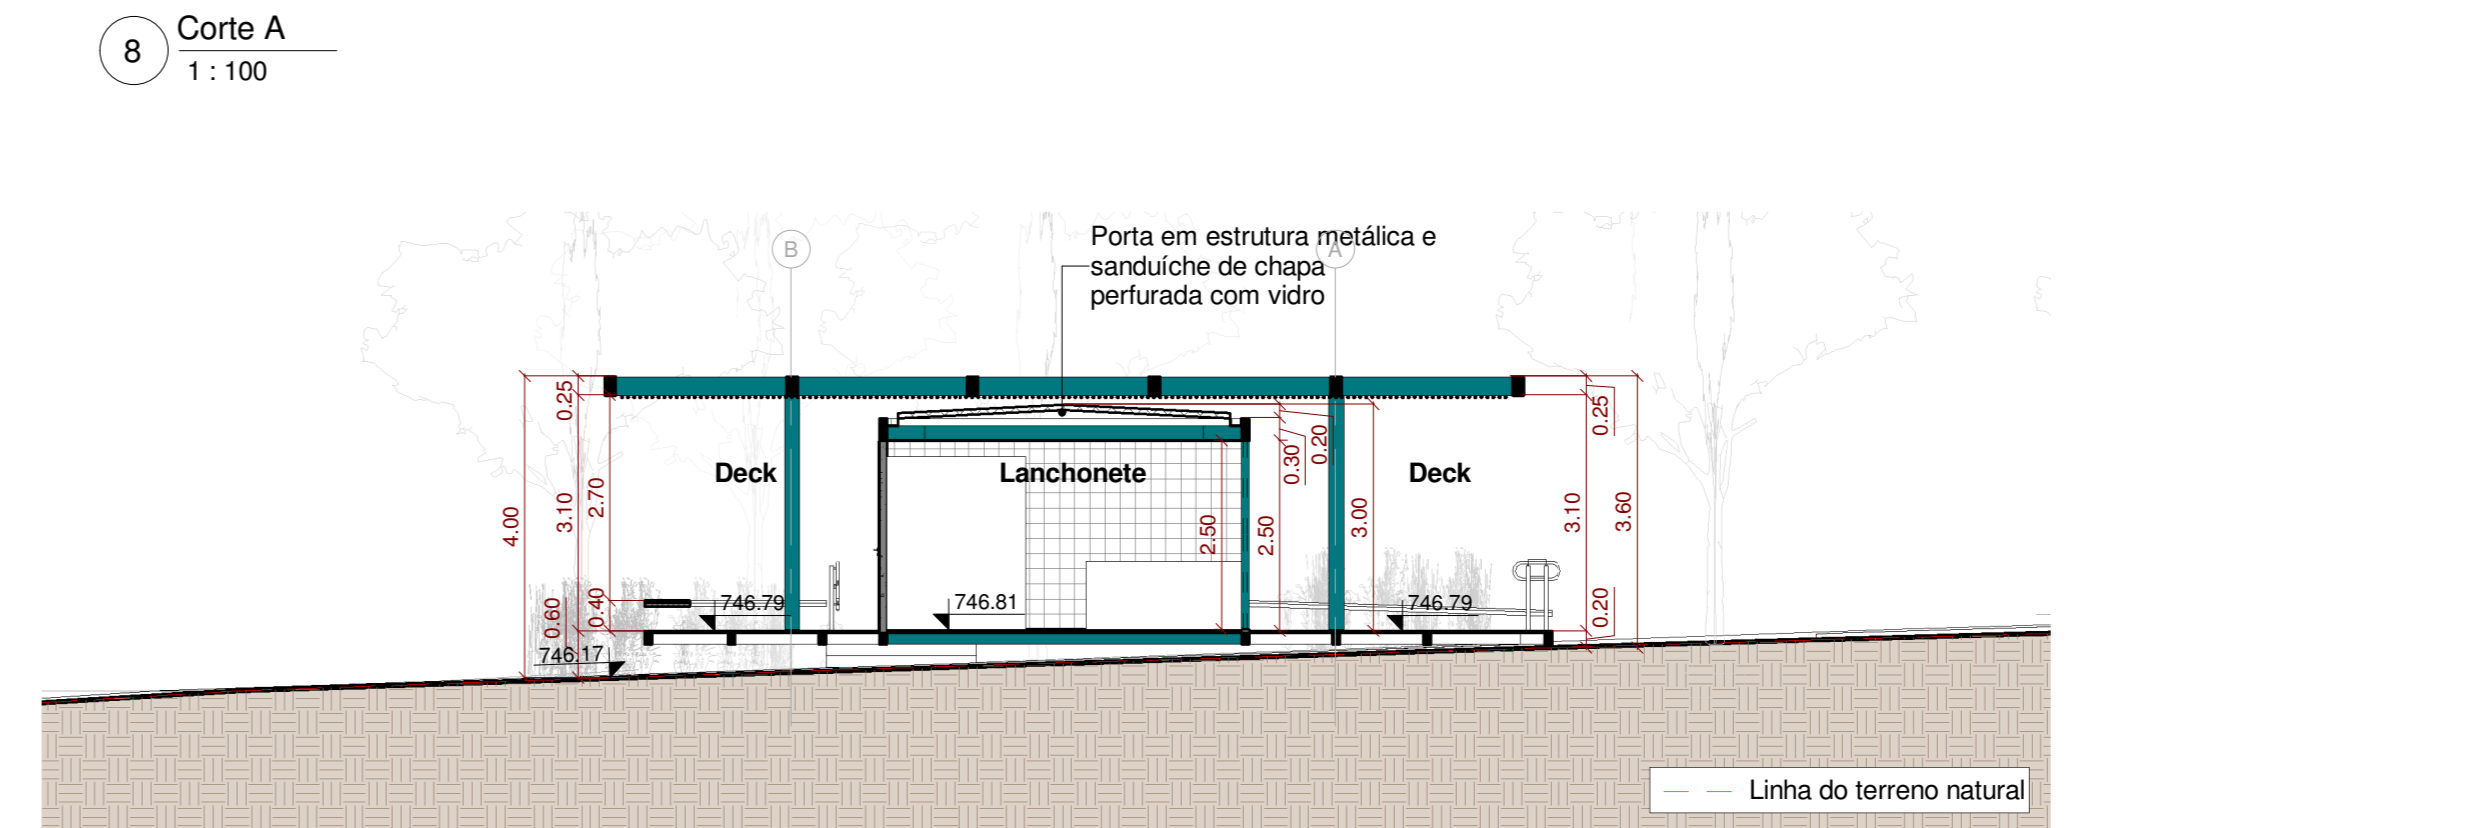 8
Corte A
1 : 100
B
A
Porta em estrutura metálica e
sanduíche de chapa
perfurada com vidro
Deck
Lanchonete
Deck
4.00
0.25
3.10
2.70
0.60
0.40
746.17
746.79
746.81
2.50
2.50
0.30
0.20
3.00
746.79
0.25
3.10
3.60
0.20
Linha do terreno natural